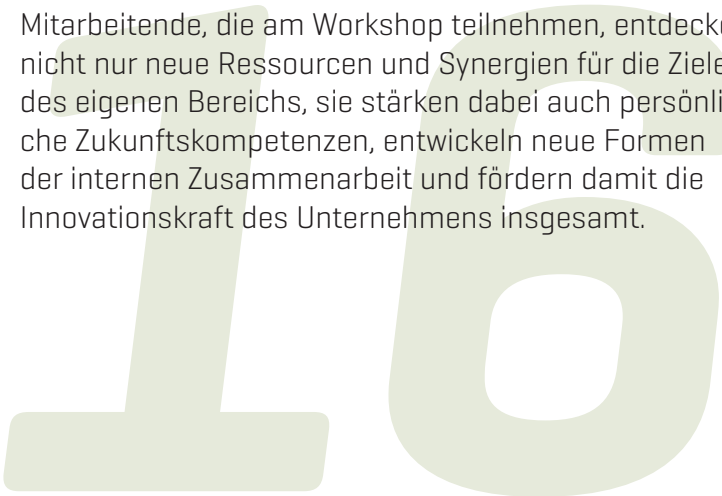 Mitarbeitende, die am Workshop teilnehmen, entdecke
nicht nur neue Ressourcen und Synergien für die Ziele
des eigenen Bereichs, sie stärken dabei auch persönli
che Zukunftskompetenzen, entwickeln neue Formen
der internen Zusammenarbeit und fördern damit die
Innovationskraft des Unternehmens insgesamt.
16